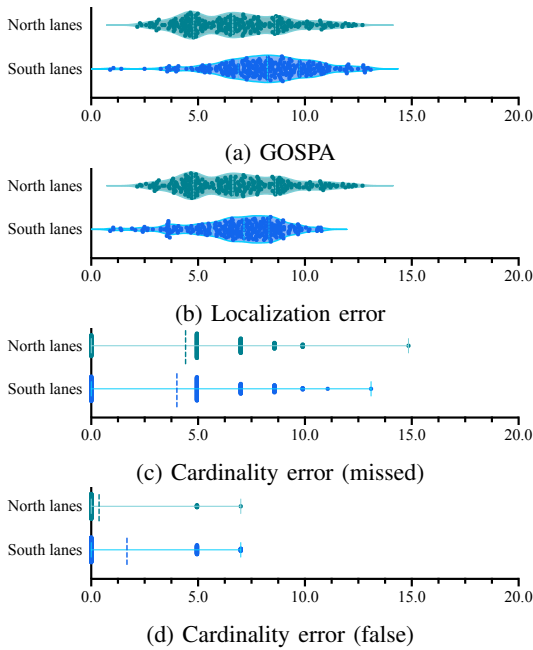 North lanes
South lanes
0.0 5.0 10.0 15.0 20.0
(a) GOSPA
North lanes
South lanes
0.0 5.0 10.0 15.0 20.0
(b) Localization error
North lanes
South lanes
0.0 5.0 10.0 15.0 20.0
(c) Cardinality error (missed)
North lanes
South lanes
0.0 5.0 10.0 15.0 20.0
(d) Cardinality error (false)